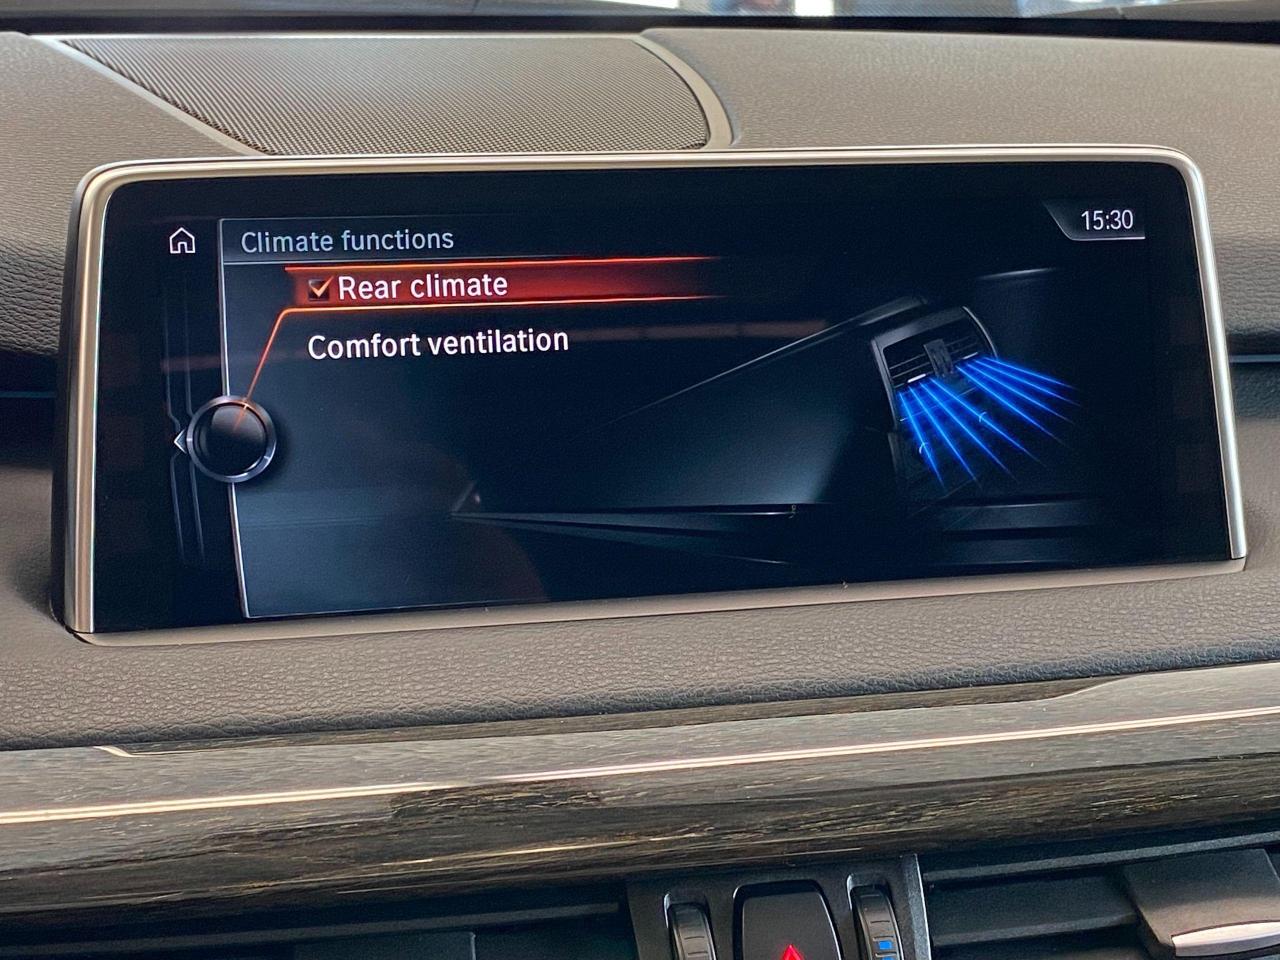 Climate functions
15:30
Rear climate
Comfort ventilation